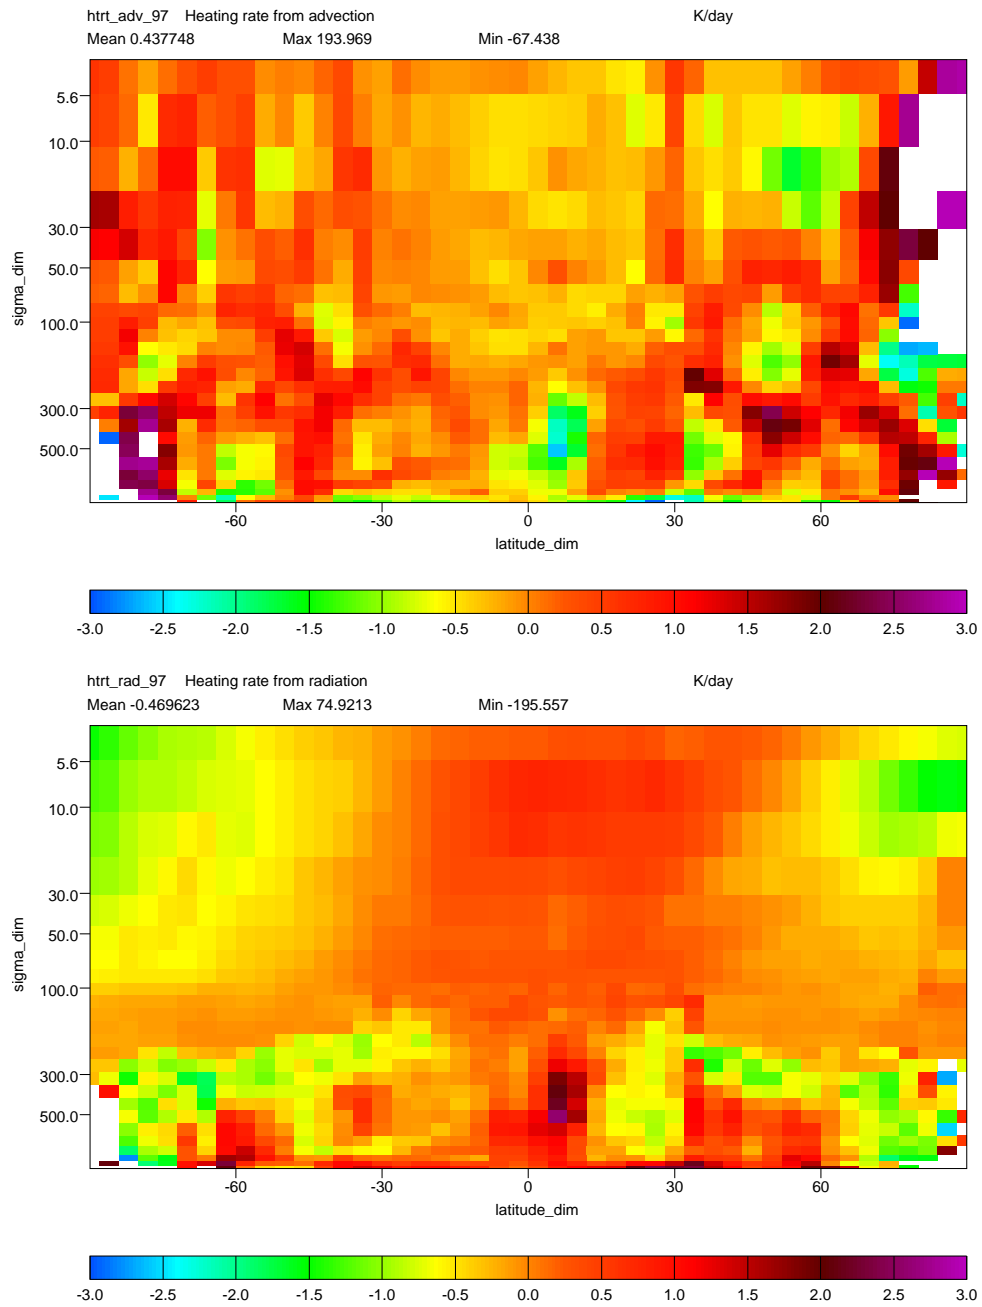 htrt_adv_97 Heating rate from advection K/day
Mean 0.437748 Max 193.969 Min -67.438
5.6
10.0
30.0
50.0
100.0
300.0
500.0
sigma_dim
-60 -30 0 30 60
latitude_dim
-3.0 -2.5 -2.0 -1.5 -1.0 -0.5 0.0 0.5 1.0 1.5 2.0 2.5 3.0
htrt_rad_97 Heating rate from radiation K/day
Mean -0.469623 Max 74.9213 Min -195.557
5.6
10.0
30.0
50.0
100.0
300.0
500.0
sigma_dim
-60 -30 0 30 60
latitude_dim
-3.0 -2.5 -2.0 -1.5 -1.0 -0.5 0.0 0.5 1.0 1.5 2.0 2.5 3.0